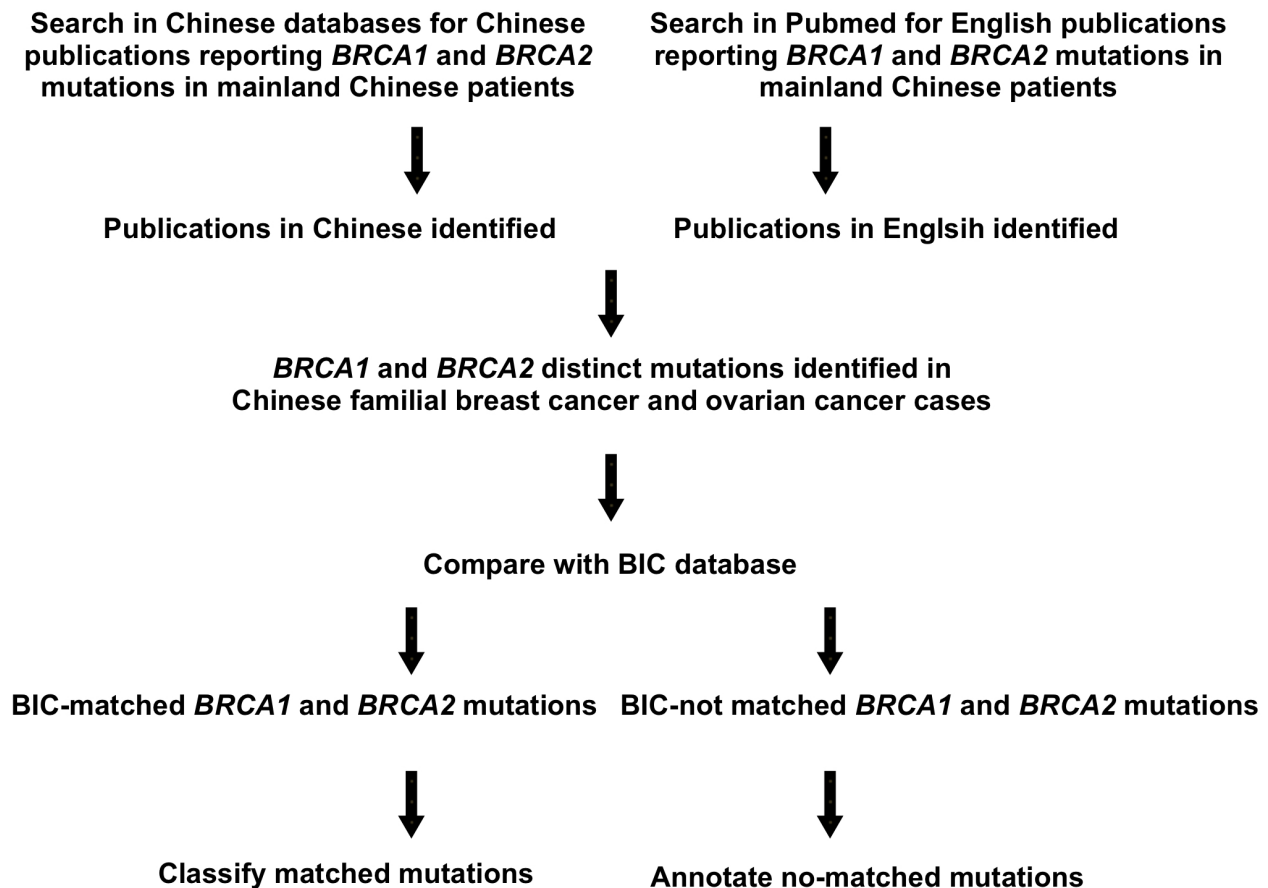 Search in Chinese databases for Chinese
publications reporting BRCA1 and BRCA2
mutations in mainland Chinese patients
Search in Pubmed for English publications
reporting BRCA1 and BRCA2 mutations in
mainland Chinese patients
Publications in Chinese identified
Publications in Englsih identified
BRCA1 and BRCA2 distinct mutations identified in
Chinese familial breast cancer and ovarian cancer cases
Compare with BIC database
BIC-matched BRCA1 and BRCA2 mutations
BIC-not matched BRCA1 and BRCA2 mutations
Classify matched mutations
Annotate no-matched mutations